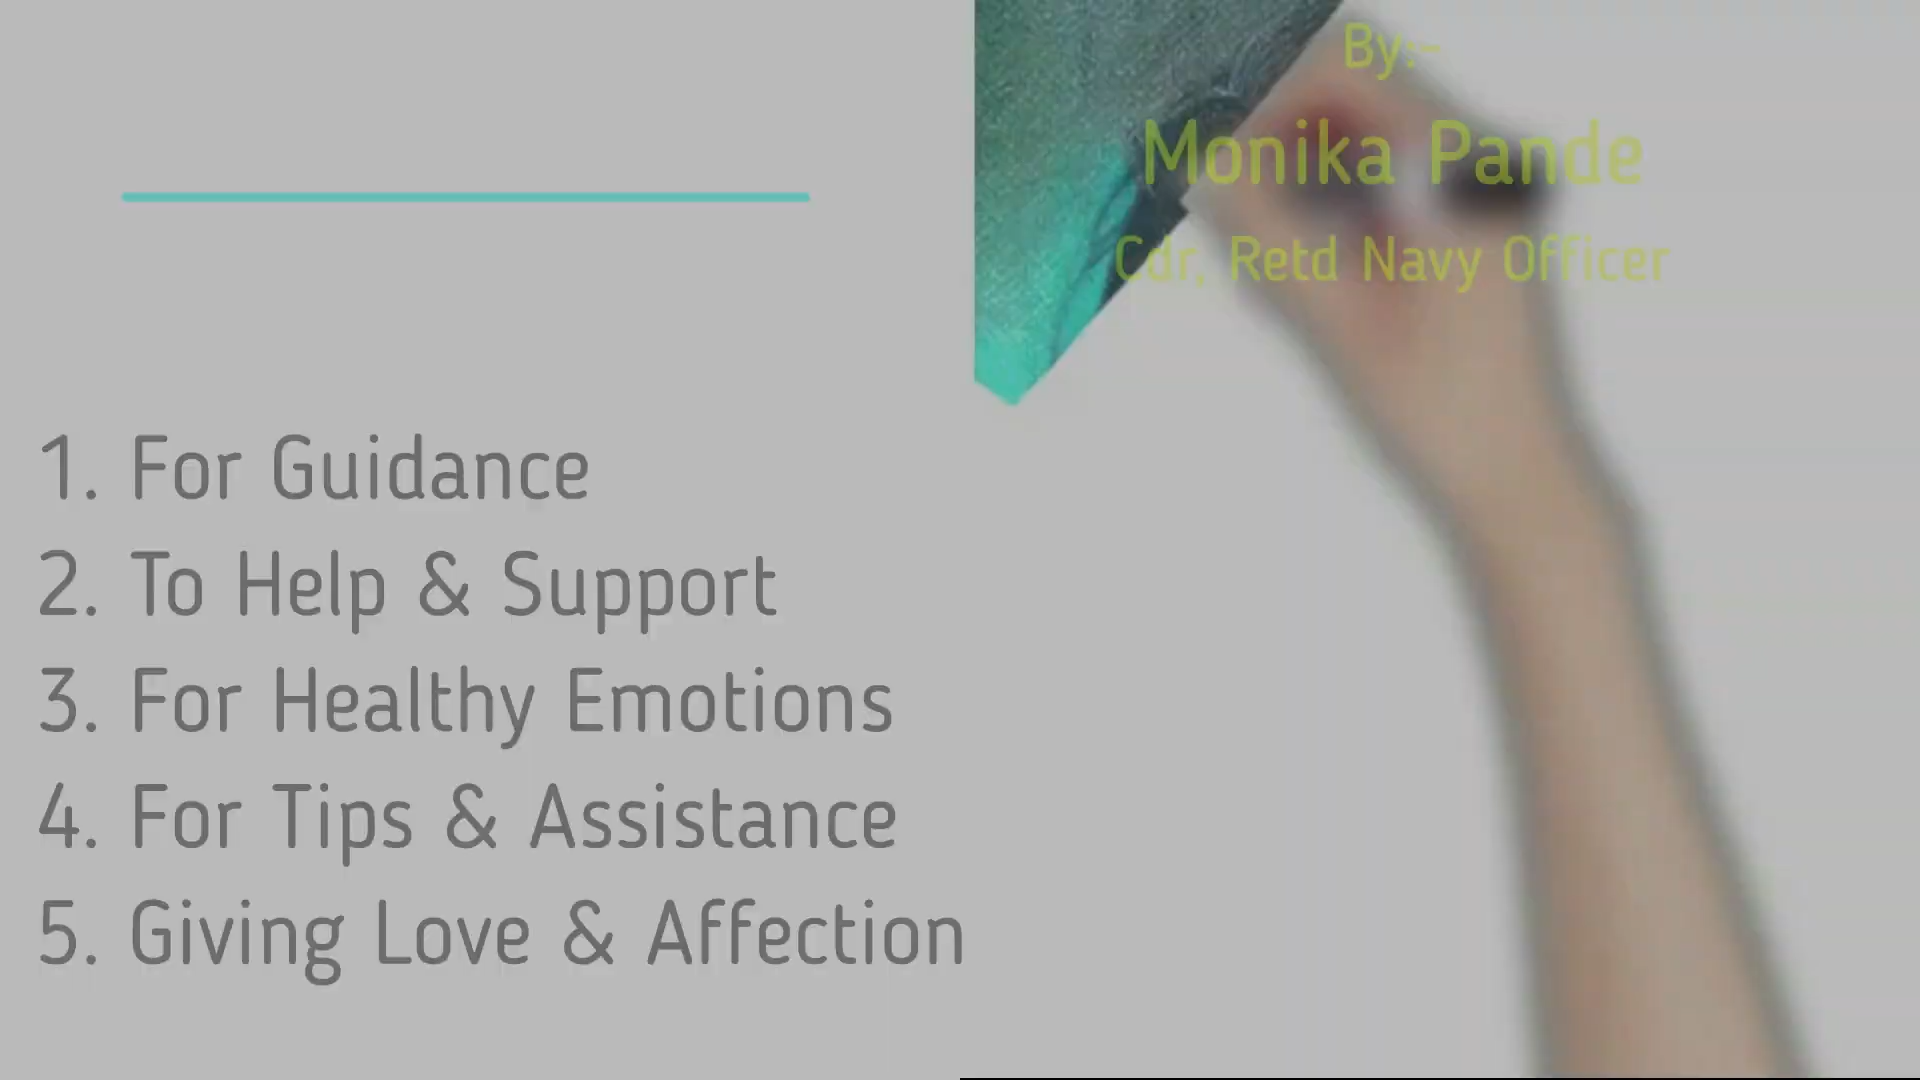 By:-
Monika Pande
Cdr, Retd Navy Officer
1. For Guidance
2. To Help & Support
3. For Healthy Emotions
4. For Tips & Assistance
5. Giving Love & Affection